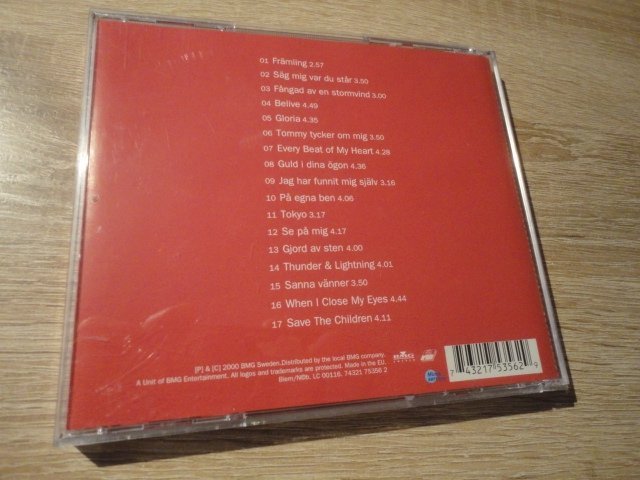 01 Främling 2.57
02 Säg mig var du står 3.50
03 Fångad av en stormvind 3.00
04 Belive 4.49
05 Gloria 4.35
06 Tommy tycker om mig 3.50
07 Every Beat of My Heart 4.28
08 Guld i dina ögon 4.36
09 Jag har funnit mig själv 3.16
10 På egna ben 4.06
11 Tokyo 3.17
12 Se på mig 4.17
13 Gjord av sten 4.00
14 Thunder & Lightning 4.01
15 Sanna vänner 3.50
16 When I Close My Eyes 4.44
17 Save The Children 4.11
[P] & [C] 2000 BMG Sweden.Distributed by the local BMG company.
A Unit of BMG Entertainment. All logos and trademarks are protected. Made in the EU.
Biem/NCb. LC 00116. 74321 75356 2
BMG
7 43217 53562 9